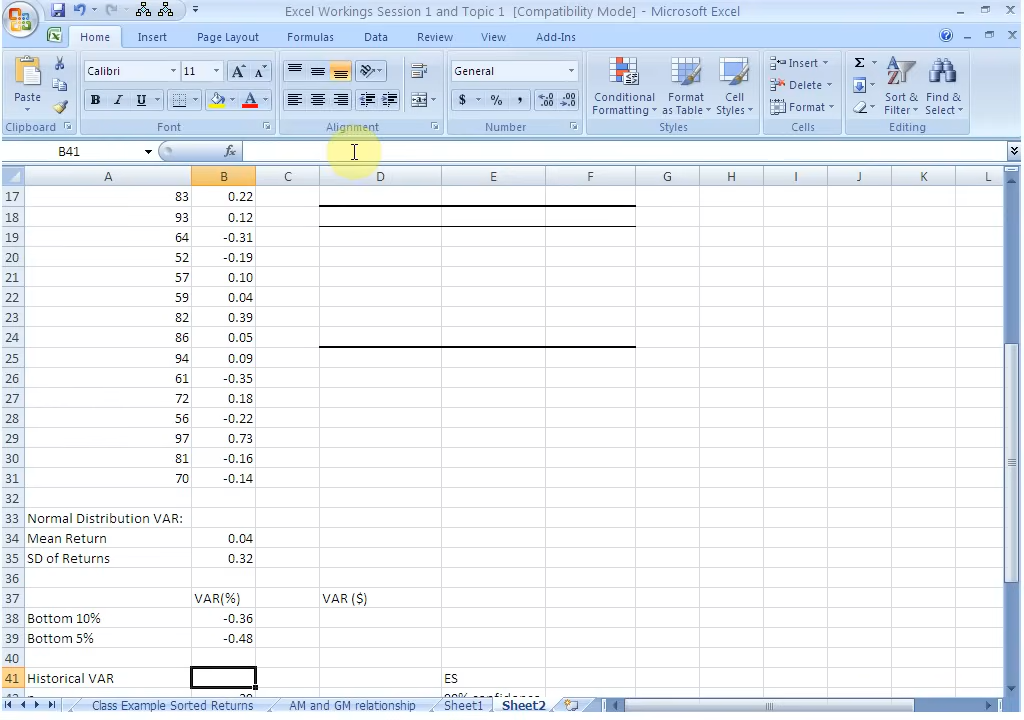 Excel Workings Session 1 and Topic 1 [Compatibility Mode] - Microsoft Excel
Home Insert Page Layout Formulas Data Review View Add-Ins
Calibri 11 General Insert
Delete
Paste Conditional Formatting Format as Table Cell Styles Format Sort & Filter Find & Select
Clipboard Font Alignment Number Styles Cells Editing
B41 fx
A B C D E F G H I J K L
17 83 0.22
18 93 0.12
19 64 -0.31
20 52 -0.19
21 57 0.10
22 59 0.04
23 82 0.39
24 86 0.05
25 94 0.09
26 61 -0.35
27 72 0.18
28 56 -0.22
29 97 0.73
30 81 -0.16
31 70 -0.14
32
33 Normal Distribution VAR:
34 Mean Return 0.04
35 SD of Returns 0.32
36
37 VAR(%) VAR ($)
38 Bottom 10% -0.36
39 Bottom 5% -0.48
40
41 Historical VAR ES
Class Example Sorted Returns AM and GM relationship Sheet1 Sheet2